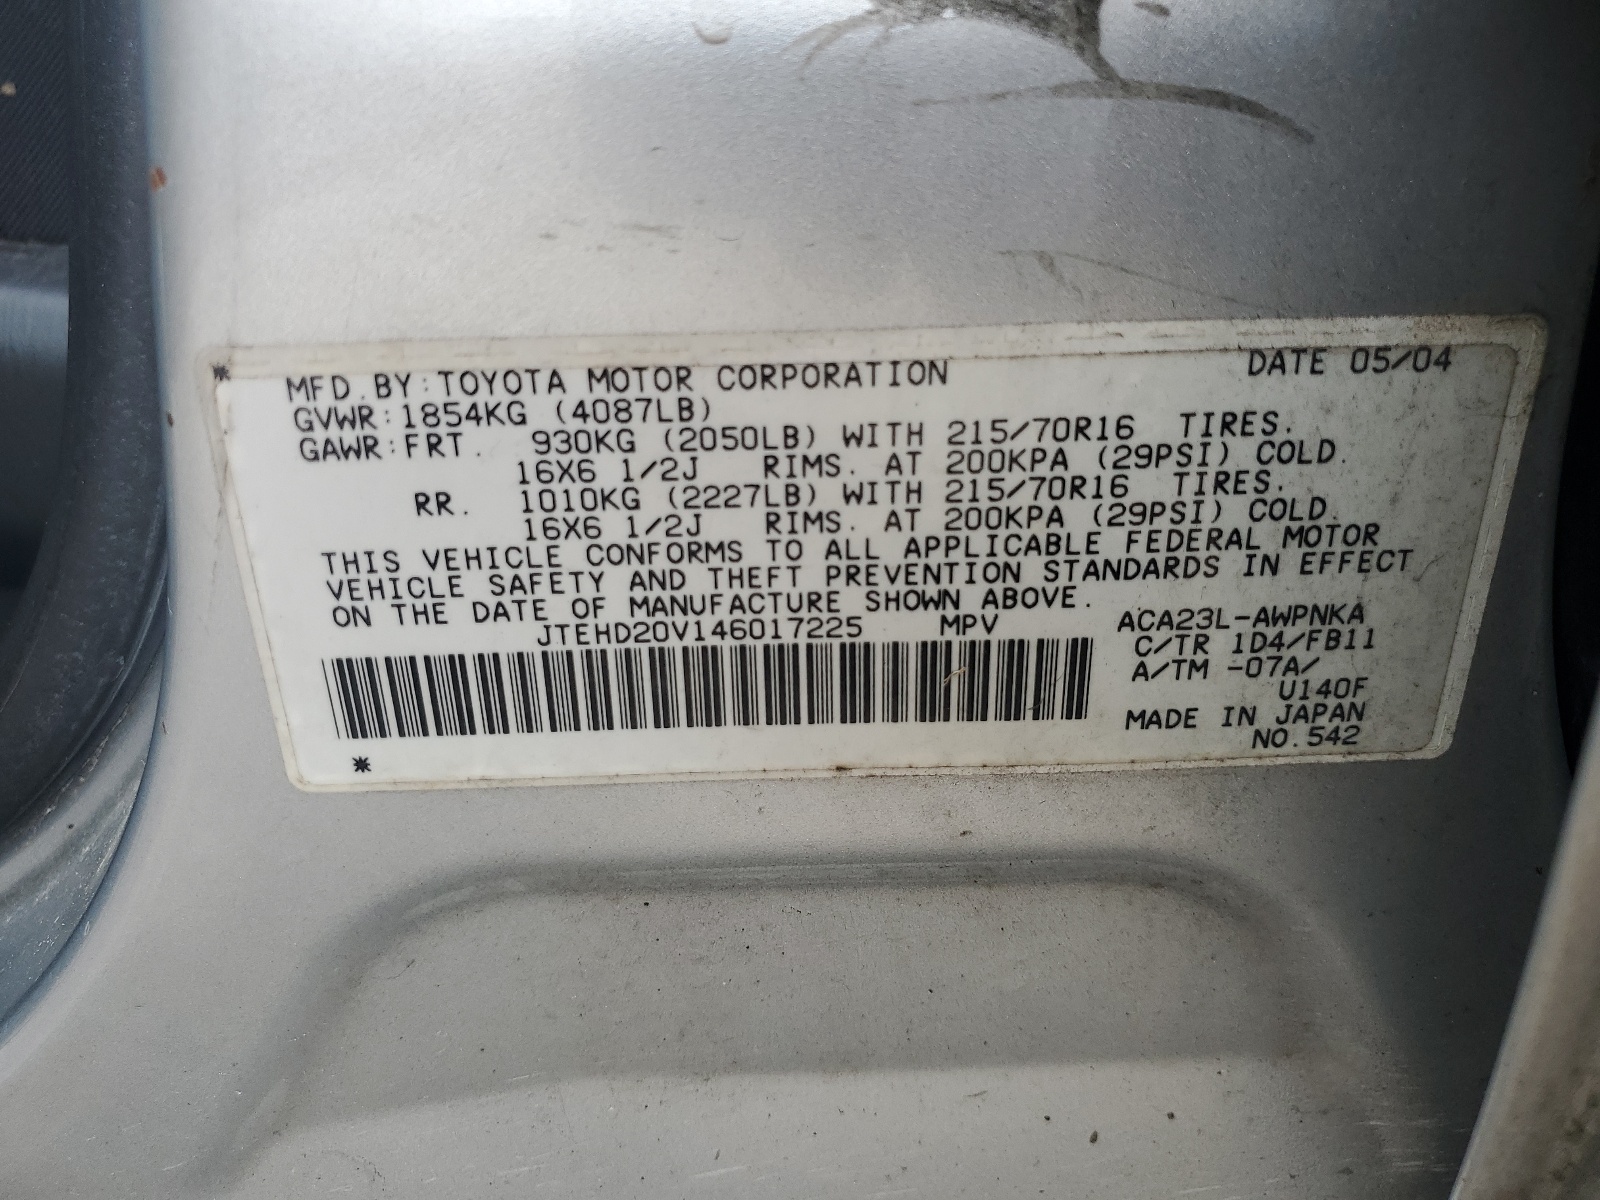 DATE 05/04
MFD.BY:TOYOTA MOTOR CORPORATION
GVWR:1854KG (4087LB)
GAWR:FRT. 930KG (2050LB) WITH 215/70R16 TIRES.
16X6 1/2J RIMS. AT 200KPA (29PSI) COLD.
RR. 1010KG (2227LB) WITH 215/70R16 TIRES.
16X6 1/2J RIMS. AT 200KPA (29PSI) COLD.
THIS VEHICLE CONFORMS TO ALL APPLICABLE FEDERAL MOTOR
VEHICLE SAFETY AND THEFT PREVENTION STANDARDS IN EFFECT
ON THE DATE OF MANUFACTURE SHOWN ABOVE.
JTEHD20V146017225 MPV
ACA23L-AWPNKA
C/TR 1D4/FB11
A/TM -07A/
U140F
MADE IN JAPAN
NO.542